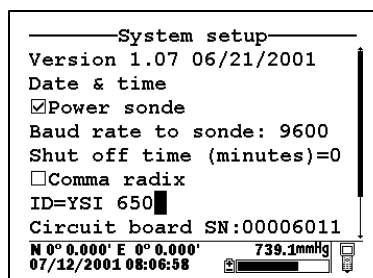 System setup
Version 1.07 06/21/2001
Date & time
☑Power sonde
Baud rate to sonde: 9600
Shut off time (minutes)=0
☐Comma radix
ID=YSI 650
Circuit board SN:00006011
N 0° 0.000' E 0° 0.000' 739.1mmHg
07/12/2001 08:06:58